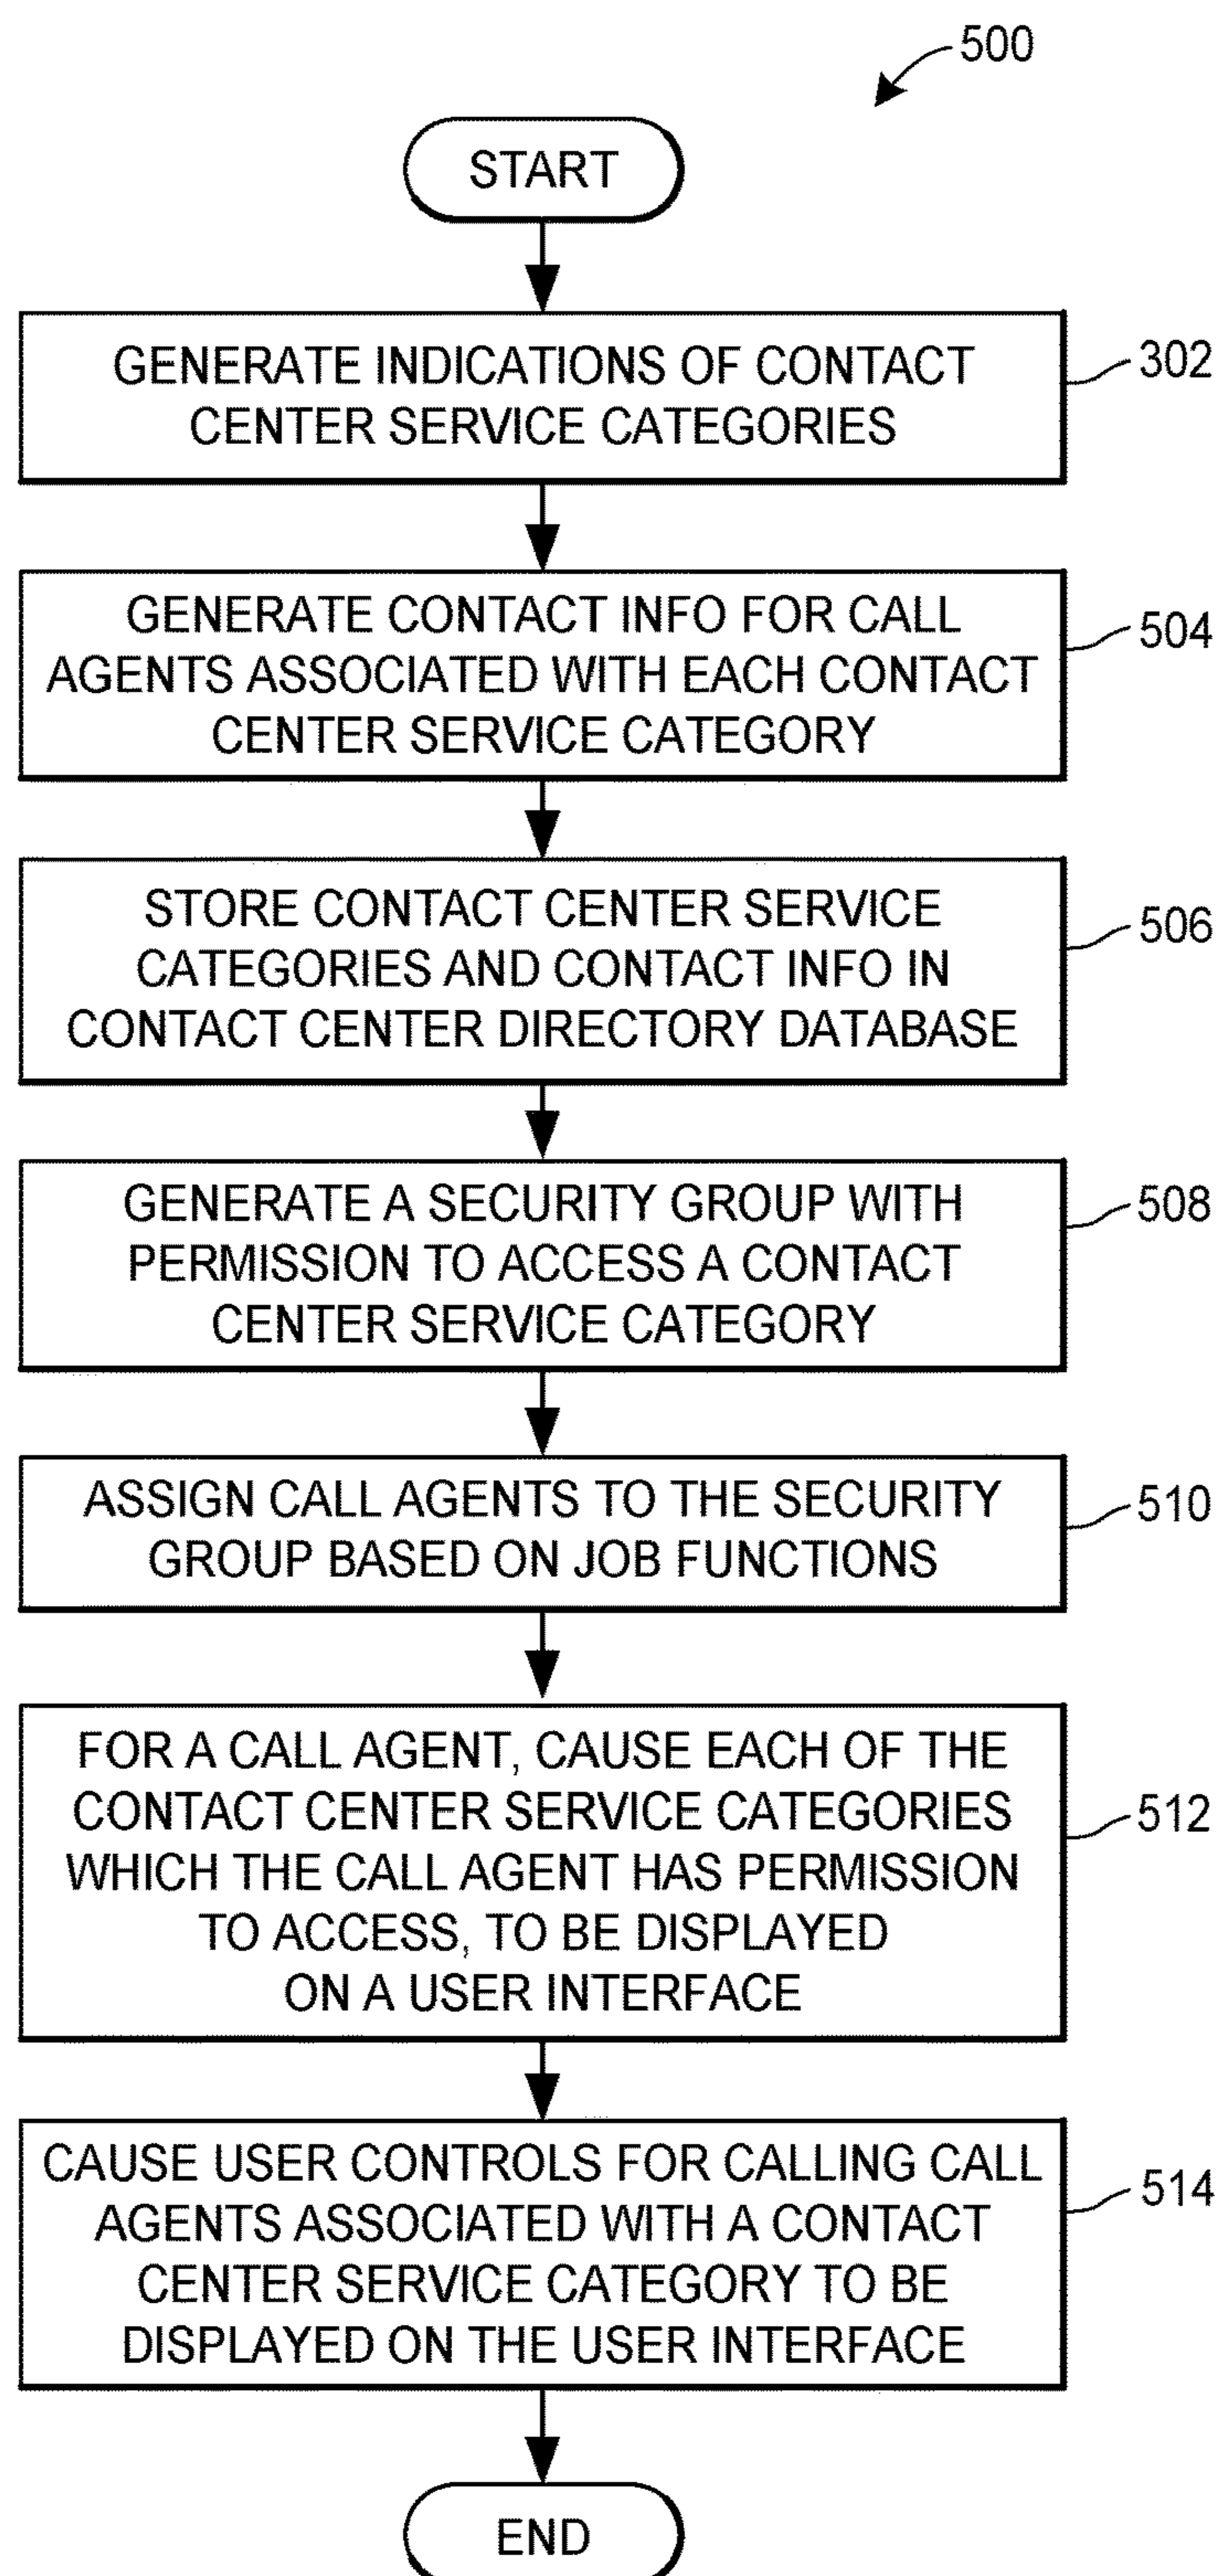 500
START
GENERATE INDICATIONS OF CONTACT
CENTER SERVICE CATEGORIES
302
GENERATE CONTACT INFO FOR CALL
AGENTS ASSOCIATED WITH EACH CONTACT
CENTER SERVICE CATEGORY
504
STORE CONTACT CENTER SERVICE
CATEGORIES AND CONTACT INFO IN
CONTACT CENTER DIRECTORY DATABASE
506
GENERATE A SECURITY GROUP WITH
PERMISSION TO ACCESS A CONTACT
CENTER SERVICE CATEGORY
508
ASSIGN CALL AGENTS TO THE SECURITY
GROUP BASED ON JOB FUNCTIONS
510
FOR A CALL AGENT, CAUSE EACH OF THE
CONTACT CENTER SERVICE CATEGORIES
WHICH THE CALL AGENT HAS PERMISSION
TO ACCESS, TO BE DISPLAYED
ON A USER INTERFACE
512
CAUSE USER CONTROLS FOR CALLING CALL
AGENTS ASSOCIATED WITH A CONTACT
CENTER SERVICE CATEGORY TO BE
DISPLAYED ON THE USER INTERFACE
514
END